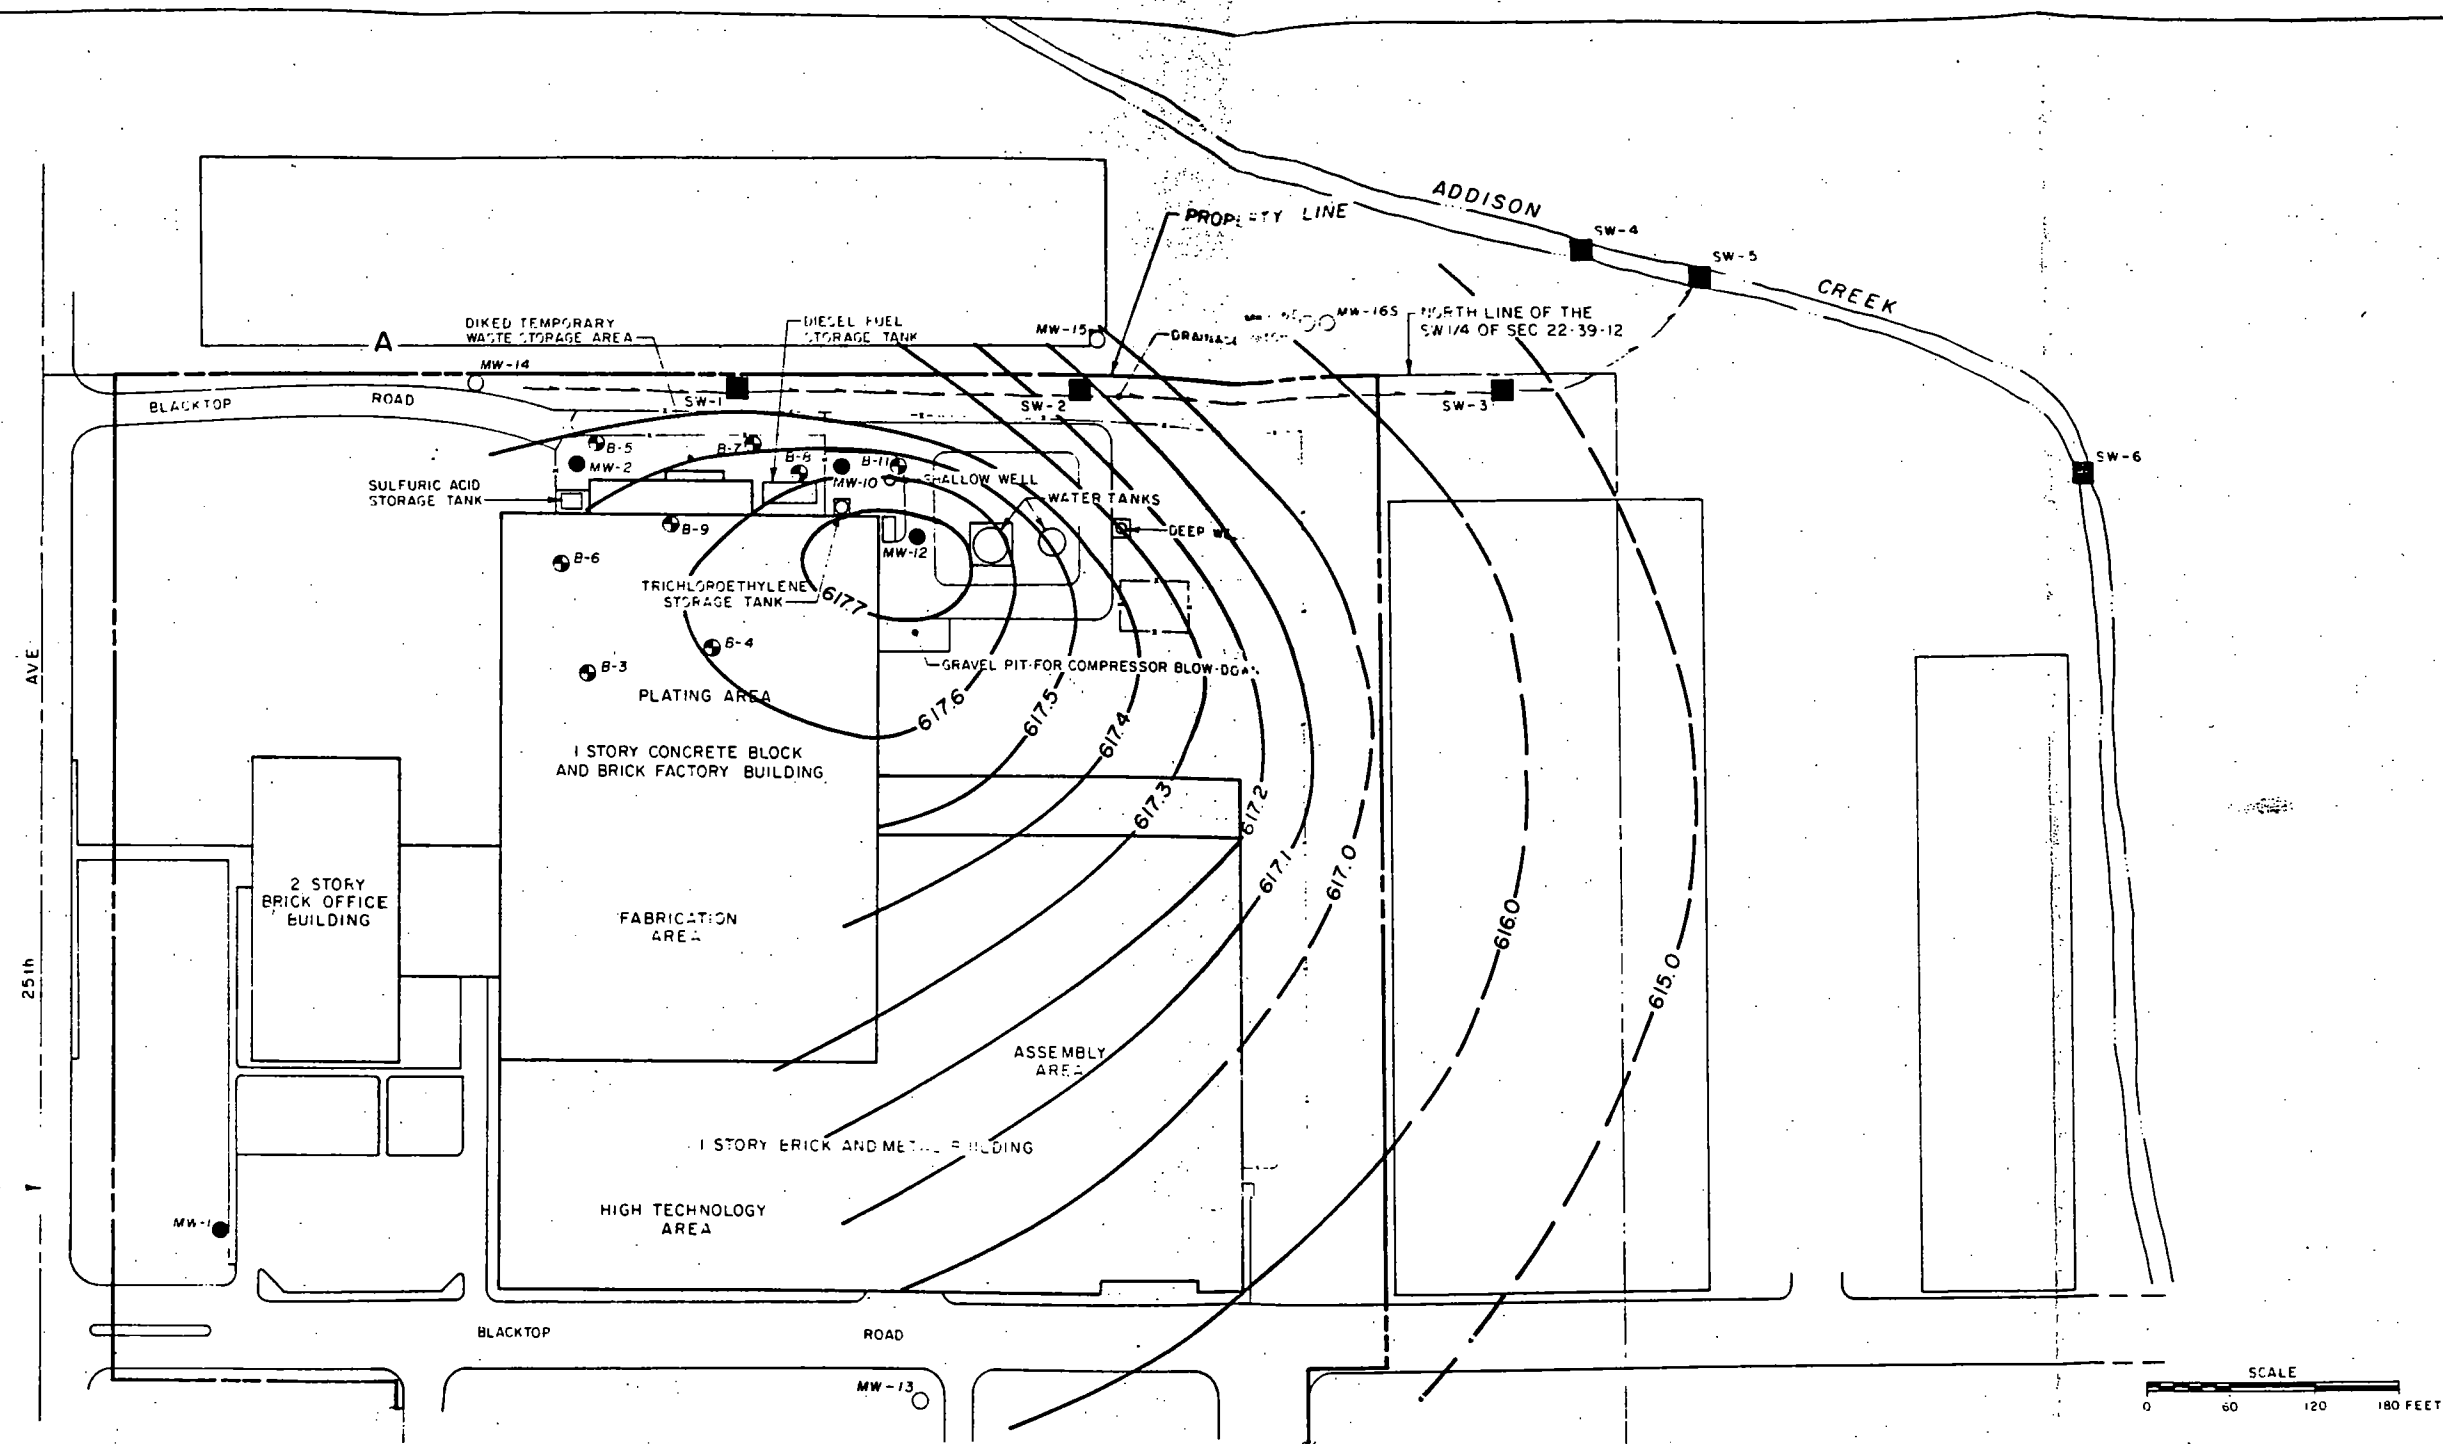 ADDISON
CREEK
SW-4
SW-5
SW-6
LINE
MW-16S
NORTH LINE OF THE
SW 1/4 OF SEC 22-39-12
DIKED TEMPORARY
WASTE STORAGE AREA
DIESEL FUEL
STORAGE TANK
MW-15
A
MW-14
BLACKTOP
ROAD
SW-1
SW-2
SW-3
B-5
MW-2
B-7
B-8
MW-10
B-11
SHALLOW WELL
WATER TANKS
DEEP
SULFURIC ACID
STORAGE TANK
B-9
B-6
MW-12
TRICHLOROETHYLENE
STORAGE TANK
617.7
B-4
B-3
GRAVEL PIT FOR COMPRESSOR BLOW-DOWN
PLATING AREA
617.6
617.5
617.4
617.3
617.2
617.1
617.0
616.0
615.0
1 STORY CONCRETE BLOCK
AND BRICK FACTORY BUILDING
2 STORY
BRICK OFFICE
BUILDING
FABRICATION
AREA
ASSEMBLY
AREA
1 STORY BRICK AND BUILDING
HIGH TECHNOLOGY
AREA
25th
AVE.
MW-1
BLACKTOP
ROAD
MW-13
SCALE
0 60 120 180 FEET